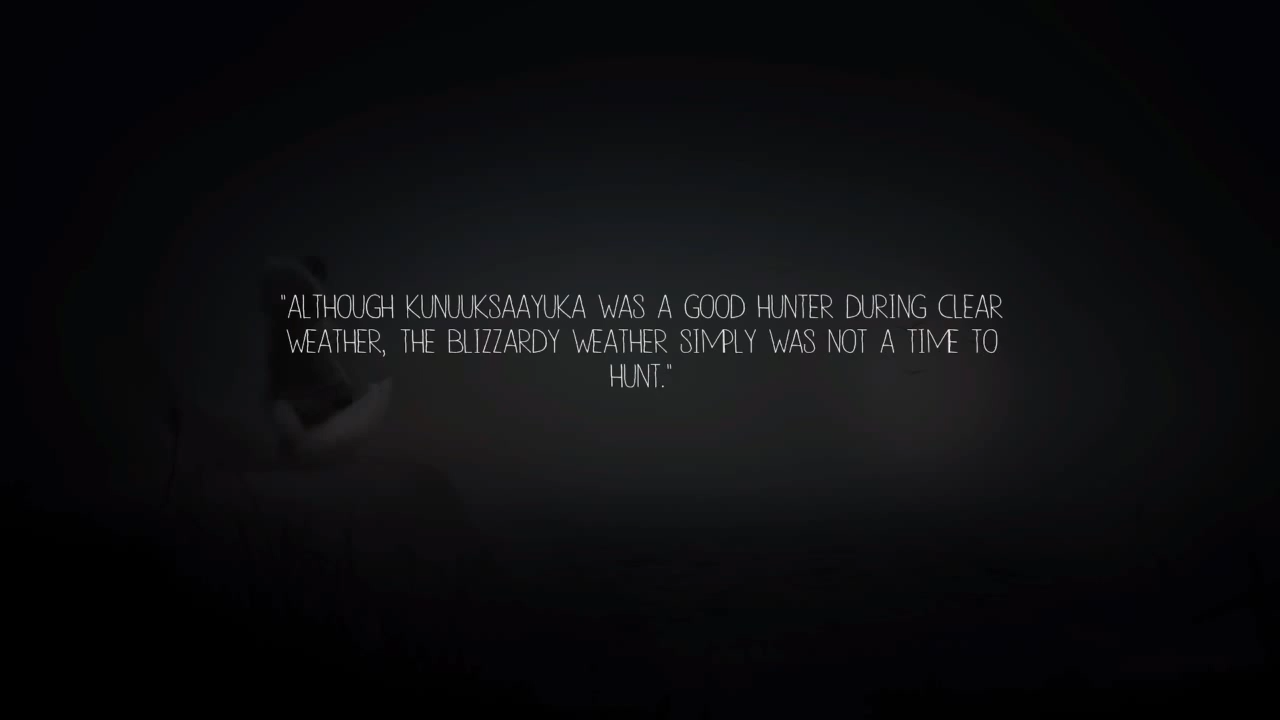 "ALTHOUGH KUNUUKSAAYUKA WAS A GOOD HUNTER DURING CLEAR
WEATHER, THE BLIZZARDY WEATHER SIMPLY WAS NOT A TIME TO
HUNT."